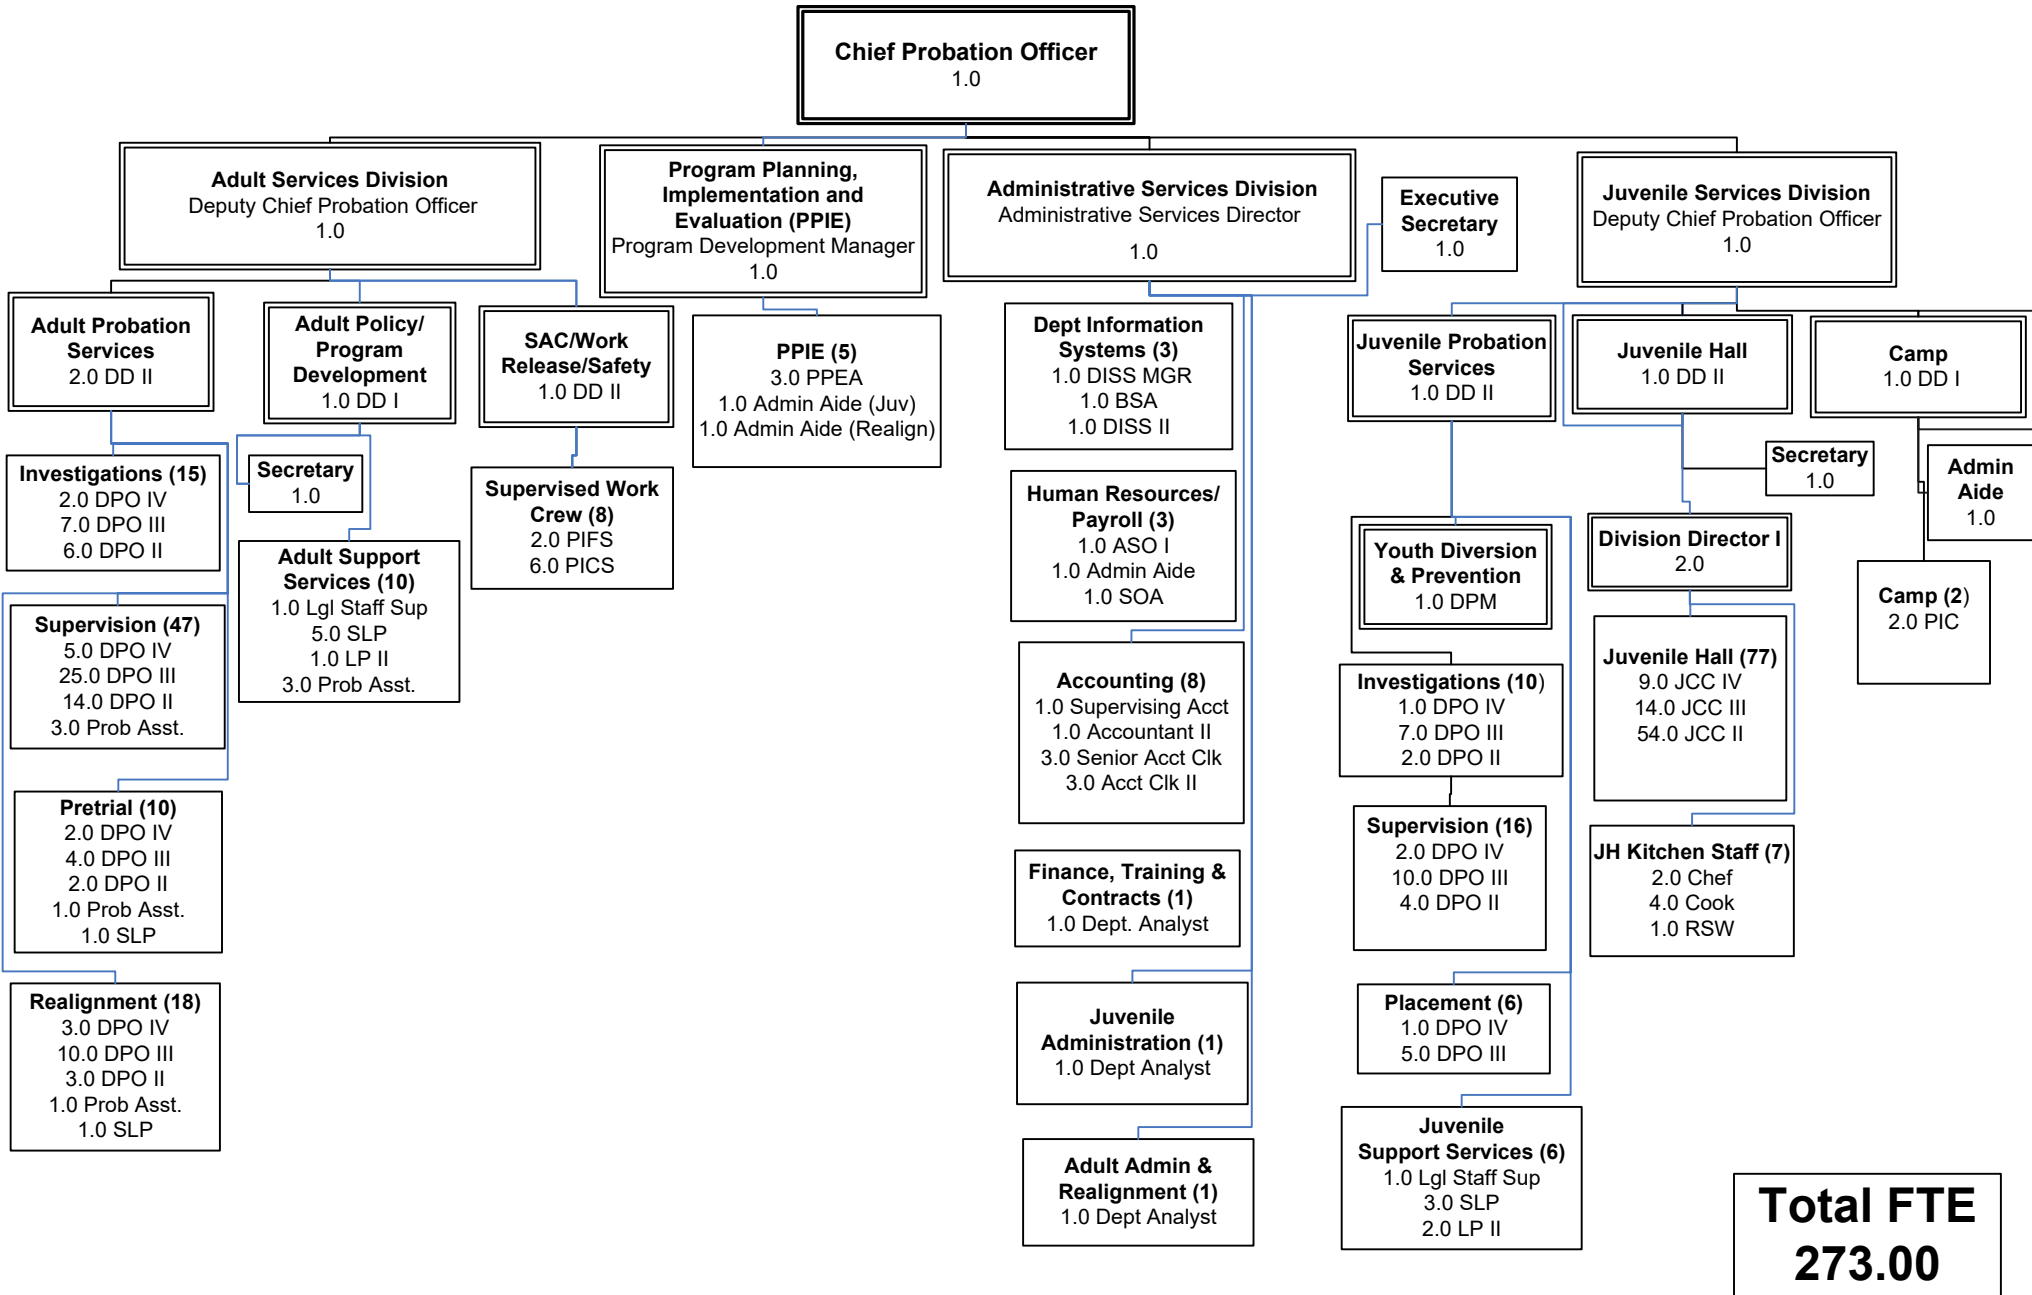 Chief Probation Officer
1.0
Adult Services Division
Deputy Chief Probation Officer
1.0
Program Planning,
Implementation and
Evaluation (PPIE)
Program Development Manager
1.0
Administrative Services Division
Administrative Services Director
1.0
Executive
Secretary
1.0
Juvenile Services Division
Deputy Chief Probation Officer
1.0
Adult Probation
Services
2.0 DD II
Adult Policy/
Program
Development
1.0 DD I
SAC/Work
Release/Safety
1.0 DD II
Investigations (15)
2.0 DPO IV
7.0 DPO III
6.0 DPO II
Secretary
1.0
Adult Support
Services (10)
1.0 Lgl Staff Sup
5.0 SLP
1.0 LP II
3.0 Prob Asst.
Supervised Work
Crew (8)
2.0 PIFS
6.0 PICS
Supervision (47)
5.0 DPO IV
25.0 DPO III
14.0 DPO II
3.0 Prob Asst.
Pretrial (10)
2.0 DPO IV
4.0 DPO III
2.0 DPO II
1.0 Prob Asst.
1.0 SLP
Realignment (18)
3.0 DPO IV
10.0 DPO III
3.0 DPO II
1.0 Prob Asst.
1.0 SLP
PPIE (5)
3.0 PPEA
1.0 Admin Aide (Juv)
1.0 Admin Aide (Realign)
Dept Information
Systems (3)
1.0 DISS MGR
1.0 BSA
1.0 DISS II
Human Resources/
Payroll (3)
1.0 ASO I
1.0 Admin Aide
1.0 SOA
Accounting (8)
1.0 Supervising Acct
1.0 Accountant II
3.0 Senior Acct Clk
3.0 Acct Clk II
Finance, Training &
Contracts (1)
1.0 Dept. Analyst
Juvenile
Administration (1)
1.0 Dept Analyst
Adult Admin &
Realignment (1)
1.0 Dept Analyst
Juvenile Probation
Services
1.0 DD II
Juvenile Hall
1.0 DD II
Camp
1.0 DD I
Youth Diversion
& Prevention
1.0 DPM
Investigations (10)
1.0 DPO IV
7.0 DPO III
2.0 DPO II
Supervision (16)
2.0 DPO IV
10.0 DPO III
4.0 DPO II
Placement (6)
1.0 DPO IV
5.0 DPO III
Juvenile
Support Services (6)
1.0 Lgl Staff Sup
3.0 SLP
2.0 LP II
Secretary
1.0
Division Director I
2.0
Juvenile Hall (77)
9.0 JCC IV
14.0 JCC III
54.0 JCC II
JH Kitchen Staff (7)
2.0 Chef
4.0 Cook
1.0 RSW
Admin
Aide
1.0
Camp (2)
2.0 PIC
Total FTE
273.00